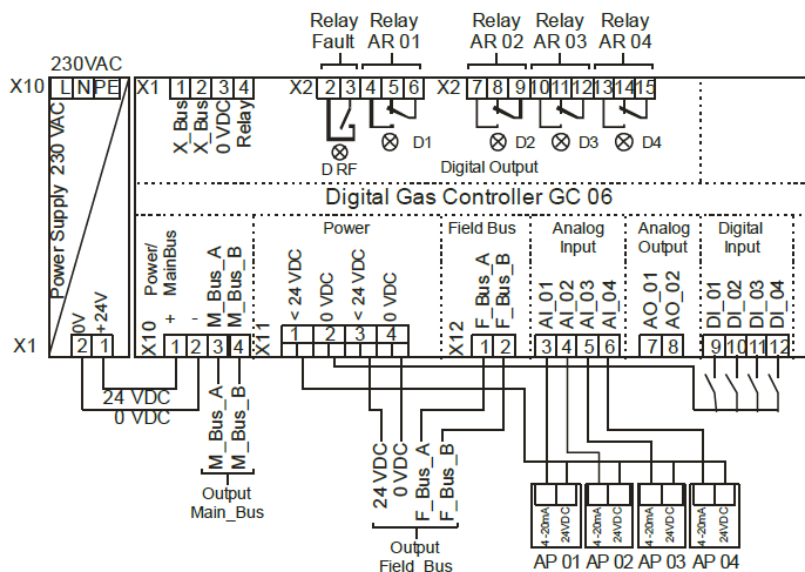 Relay Fault
Relay AR 01
Relay AR 02
Relay AR 03
Relay AR 04
230VAC
X10 L N PE
X1 1 2 3 4
X2 2 3 4 5 6
X2 7 8 9 10 11 12 13 14 15
X_Bus
X_Bus
0 VDC
Relay
D RF
D1
D2
D3
D4
Digital Output
Power Supply 230 VAC
Digital Gas Controller GC 06
Power/
MainBus
Power
Field Bus
Analog
Input
Analog
Output
Digital
Input
+
-
M_Bus_A
M_Bus_B
< 24 VDC
0 VDC
< 24 VDC
0 VDC
F_Bus_A
F_Bus_B
AI_01
AI_02
AI_03
AI_04
AO_01
AO_02
DI_01
DI_02
DI_03
DI_04
0V
+24V
X1 2 1
X10 1 2 3 4
X11 1 2 3 4
X12 1 2 3 4 5 6 7 8 9 10 11 12
24 VDC
0 VDC
M_Bus_A
M_Bus_B
Output
Main_Bus
24 VDC
0 VDC
F_Bus_A
F_Bus_B
Output
Field_Bus
4-20mA
24VDC
4-20mA
24VDC
4-20mA
24VDC
4-20mA
24VDC
AP 01
AP 02
AP 03
AP 04